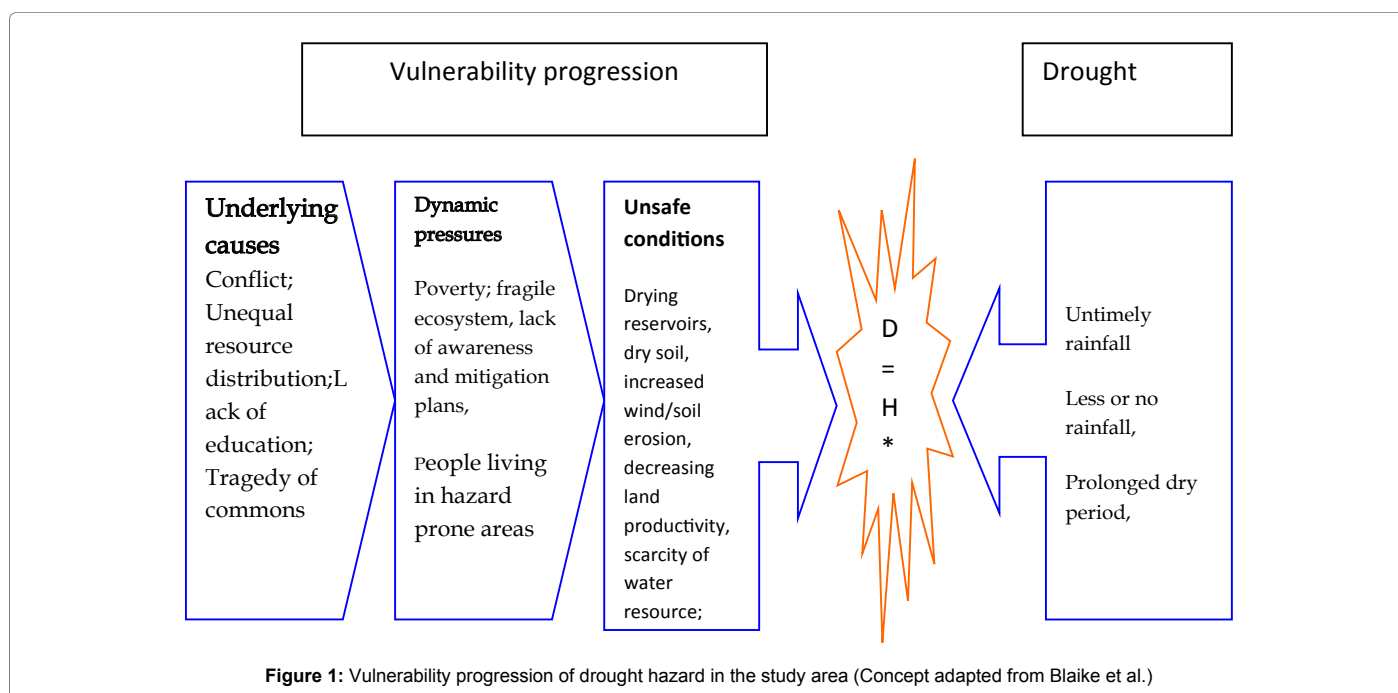 Vulnerability progression
Drought
Underlying
causes
Conflict;
Unequal
resource
distribution;L
ack of
education;
Tragedy of
commons
Dynamic
pressures
Poverty; fragile
ecosystem, lack
of awareness
and mitigation
plans,
People living
in hazard
prone areas
Unsafe
conditions
Drying
reservoirs,
dry soil,
increased
wind/soil
erosion,
decreasing
land
productivity,
scarcity of
water
resource;
D
=
H
*
Untimely
rainfall
Less or no
rainfall,
Prolonged dry
period,
Figure 1: Vulnerability progression of drought hazard in the study area (Concept adapted from Blaike et al.)